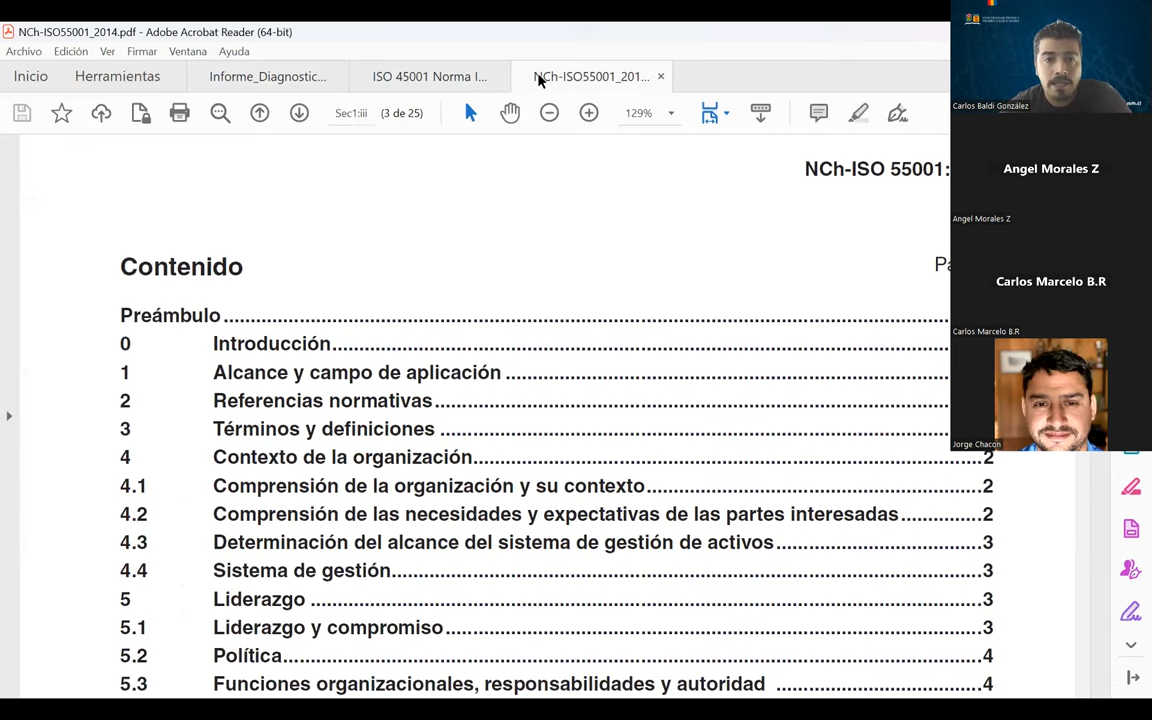 NCh-ISO55001_2014.pdf - Adobe Acrobat Reader (64-bit)
Archivo Edición Ver Firmar Ventana Ayuda
Inicio Herramientas Informe_Diagnostic... ISO 45001 Norma I... NCh-ISO55001_201... ×
Sec1:iii (3 de 25) 129%
NCh-ISO 55001:
Contenido
Preámbulo
0 Introducción
1 Alcance y campo de aplicación
2 Referencias normativas
3 Términos y definiciones
4 Contexto de la organización 2
4.1 Comprensión de la organización y su contexto 2
4.2 Comprensión de las necesidades y expectativas de las partes interesadas 2
4.3 Determinación del alcance del sistema de gestión de activos 3
4.4 Sistema de gestión 3
5 Liderazgo 3
5.1 Liderazgo y compromiso 3
5.2 Política 4
5.3 Funciones organizacionales, responsabilidades y autoridad 4
Carlos Baldi González
Angel Morales Z
Angel Morales Z
Carlos Marcelo B.R
Carlos Marcelo B.R
Jorge Chacon